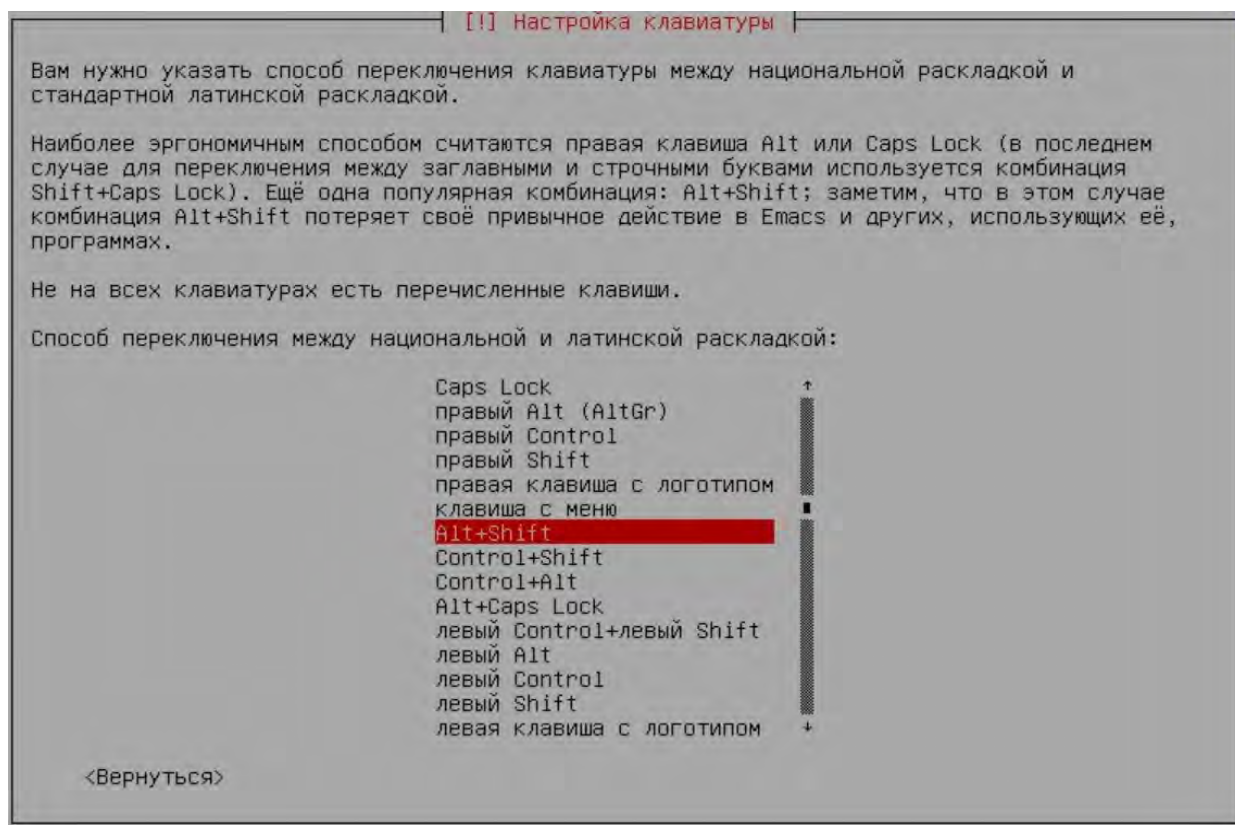 [!] Настройка клавиатуры
Вам нужно указать способ переключения клавиатуры между национальной раскладкой и
стандартной латинской раскладкой.
Наиболее эргономичным способом считаются правая клавиша Alt или Caps Lock (в последнем
случае для переключения между заглавными и строчными буквами используется комбинация
Shift+Caps Lock). Ещё одна популярная комбинация: Alt+Shift; заметим, что в этом случае
комбинация Alt+Shift потеряет своё привычное действие в Emacs и других, использующих её,
программах.
Не на всех клавиатурах есть перечисленные клавиши.
Способ переключения между национальной и латинской раскладкой:
Caps Lock
правый Alt (AltGr)
правый Control
правый Shift
правая клавиша с логотипом
клавиша с меню
Alt+Shift
Control+Shift
Control+Alt
Alt+Caps Lock
левый Control+левый Shift
левый Alt
левый Control
левый Shift
левая клавиша с логотипом
<Вернуться>